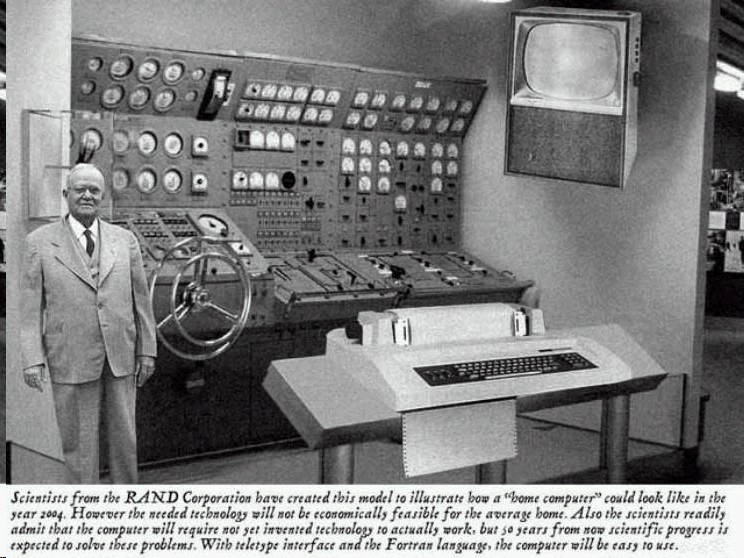 Scientists from the RAND Corporation have created this model to illustrate how a “home computer” could look like in the
year 2004. However the needed technology will not be economically feasible for the average home. Also the scientists readily
admit that the computer will require not yet invented technology to actually work, but 50 years from now scientific progress is
expected to solve these problems. With teletype interface and the Fortran language, the computer will be easy to use.